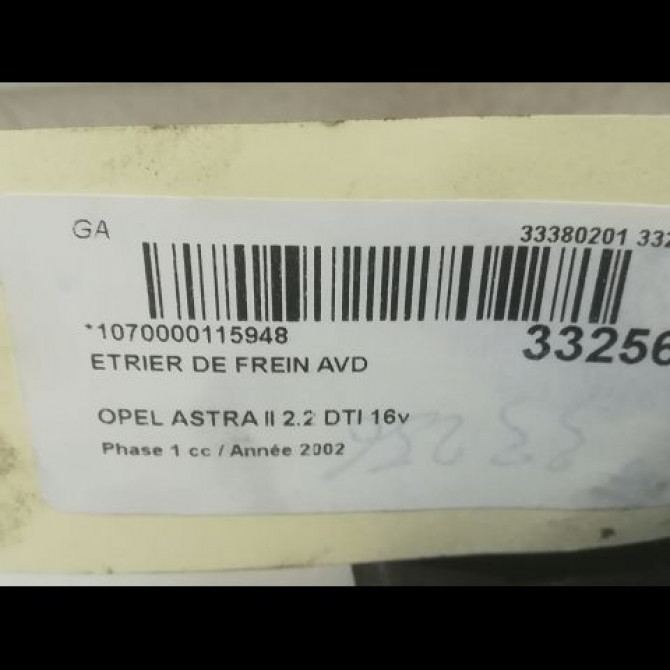 GA
33380201 332
*1070000115948
33256
ETRIER DE FREIN AVD
OPEL ASTRA II 2.2 DTI 16v
Phase 1 cc / Année 2002